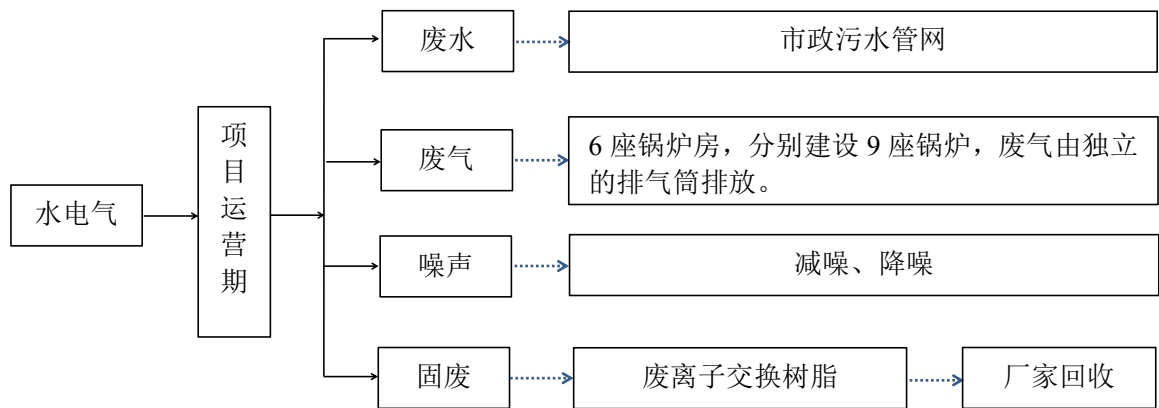 废水
市政污水管网
项目运营期
废气
6 座锅炉房，分别建设 9 座锅炉，废气由独立
的排气筒排放。
水电气
噪声
减噪、降噪
固废
废离子交换树脂
厂家回收